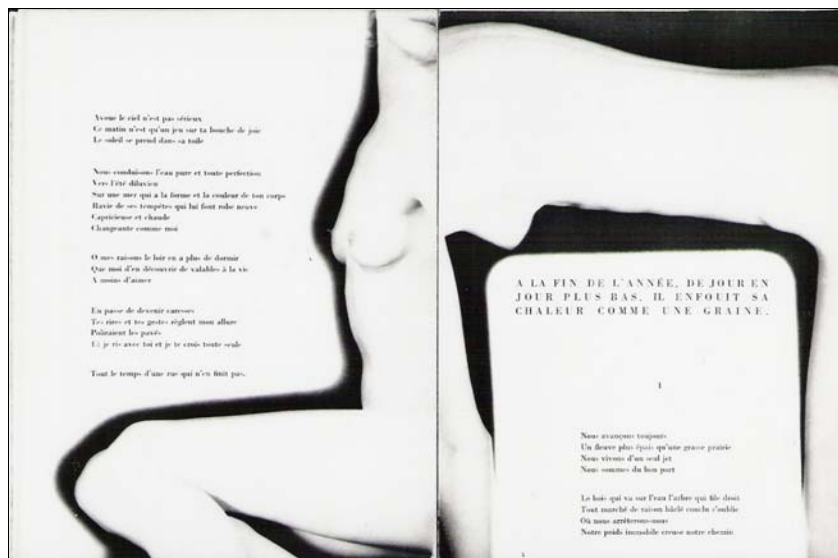 Avoue le ciel n'est pas sérieux
Ce matin n'est qu'un jeu sur ta bouche de joie
Le soleil se prend dans sa toile
Nous conduisons l'eau pure et toute perfection
Vers l'été diluvien
Sur une mer qui a la forme et la couleur de ton corps
Ravie de ses tempêtes qui lui font robe neuve
Capricieuse et chaude
Changeante comme moi
O mes raisons le loir en a plus de dormir
Que moi d'en découvrir de valables à la vie
A moins d'aimer
En passe de devenir caresses
Tes rires et tes gestes règlent mon allure
Poliraient les pavés
Et je ris avec toi et je te crois toute seule
Tout le temps d'une rue qui n'en finit pas.
A LA FIN DE L'ANNÉE, DE JOUR EN
JOUR PLUS BAS, IL ENFOUIT SA
CHALEUR COMME UNE GRAINE.
1
Nous avançons toujours
Un fleuve plus épais qu'une grasse prairie
Nous vivons d'un seul jet
Nous sommes du bon port
Le bois qui va sur l'eau l'arbre qui file droit
Tout marché de raison bâclé conclu s'oublie
Où nous arrêterons-nous
Notre poids immobile creuse notre chemin